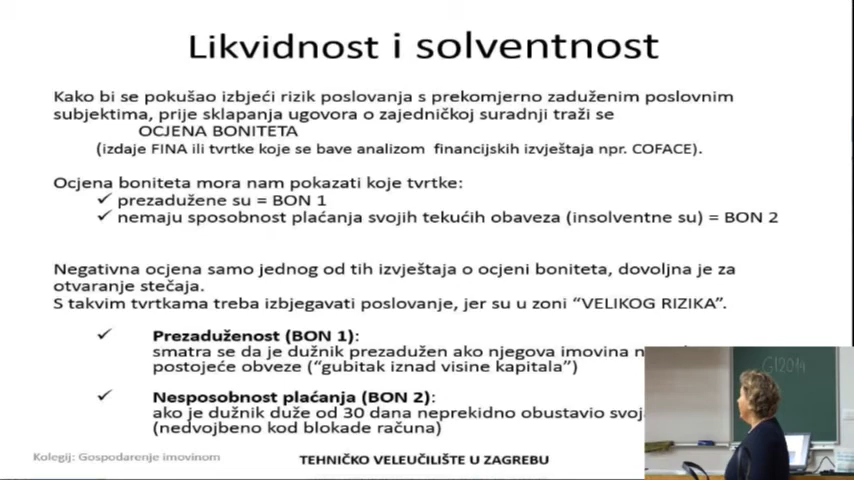 Likvidnost i solventnost
Kako bi se pokušao izbjeći rizik poslovanja s prekomjerno zaduženim poslovnim
subjektima, prije sklapanja ugovora o zajedničkoj suradnji traži se
OCJENA BONITETA
(izdaje FINA ili tvrtke koje se bave analizom financijskih izvještaja npr. COFACE).
Ocjena boniteta mora nam pokazati koje tvrtke:
✓ prezadužene su = BON 1
✓ nemaju sposobnost plaćanja svojih tekućih obaveza (insolventne su) = BON 2
Negativna ocjena samo jednog od tih izvještaja o ocjeni boniteta, dovoljna je za
otvaranje stečaja.
S takvim tvrtkama treba izbjegavati poslovanje, jer su u zoni “VELIKOG RIZIKA”.
✓ Prezaduženost (BON 1):
smatra se da je dužnik prezadužen ako njegova imovina
postojeće obveze (“gubitak iznad visine kapitala”)
✓ Nesposobnost plaćanja (BON 2):
ako je dužnik duže od 30 dana neprekidno obustavio
(nedvojbeno kod blokade računa)
Kolegij: Gospodarenje imovinom
TEHNIČKO VELEUČILIŠTE U ZAGREBU